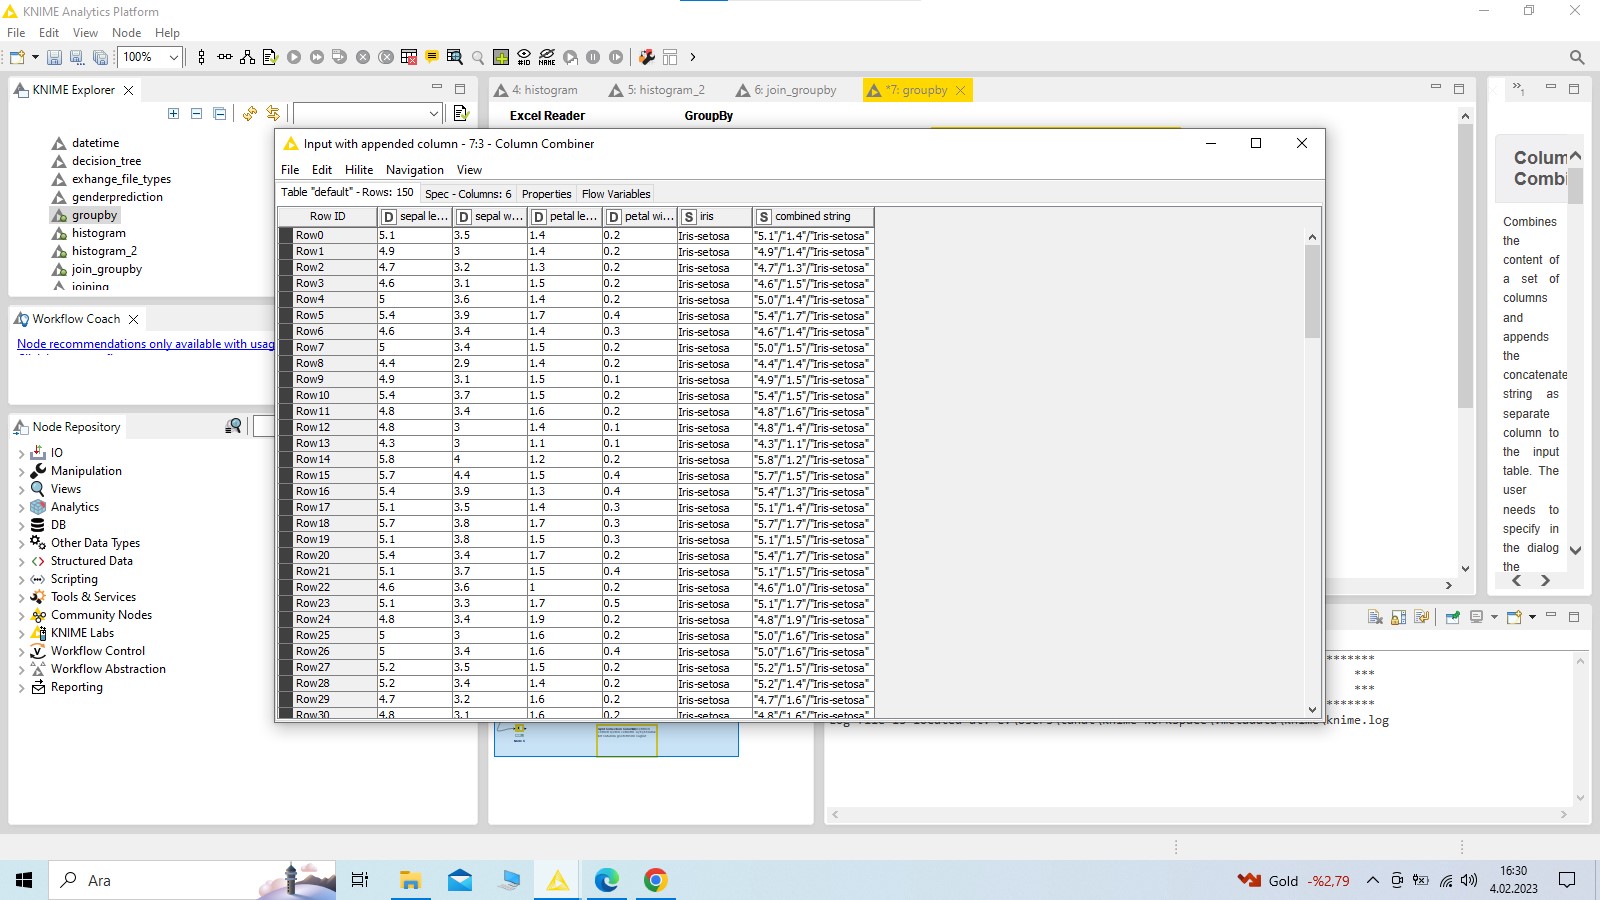 KNIME Analytics Platform
File Edit View Node Help
100%
KNIME Explorer
datetime
decision_tree
exhange_file_types
genderprediction
groupby
histogram
histogram_2
join_groupby
joining
Workflow Coach
Node recommendations only available with usag
Node Repository
IO
Manipulation
Views
Analytics
DB
Other Data Types
Structured Data
Scripting
Tools & Services
Community Nodes
KNIME Labs
Workflow Control
Workflow Abstraction
Reporting
4: histogram 5: histogram_2 6: join_groupby *7: groupby
Excel Reader GroupBy
Input with appended column - 7:3 - Column Combiner
File Edit Hilite Navigation View
Table "default" - Rows: 150 Spec - Columns: 6 Properties Flow Variables
Row ID D sepal le... D sepal w... D petal le... D petal wi... S iris S combined string
Row0 5.1 3.5 1.4 0.2 Iris-setosa "5.1"/"1.4"/"Iris-setosa"
Row1 4.9 3 1.4 0.2 Iris-setosa "4.9"/"1.4"/"Iris-setosa"
Row2 4.7 3.2 1.3 0.2 Iris-setosa "4.7"/"1.3"/"Iris-setosa"
Row3 4.6 3.1 1.5 0.2 Iris-setosa "4.6"/"1.5"/"Iris-setosa"
Row4 5 3.6 1.4 0.2 Iris-setosa "5.0"/"1.4"/"Iris-setosa"
Row5 5.4 3.9 1.7 0.4 Iris-setosa "5.4"/"1.7"/"Iris-setosa"
Row6 4.6 3.4 1.4 0.3 Iris-setosa "4.6"/"1.4"/"Iris-setosa"
Row7 5 3.4 1.5 0.2 Iris-setosa "5.0"/"1.5"/"Iris-setosa"
Row8 4.4 2.9 1.4 0.2 Iris-setosa "4.4"/"1.4"/"Iris-setosa"
Row9 4.9 3.1 1.5 0.1 Iris-setosa "4.9"/"1.5"/"Iris-setosa"
Row10 5.4 3.7 1.5 0.2 Iris-setosa "5.4"/"1.5"/"Iris-setosa"
Row11 4.8 3.4 1.6 0.2 Iris-setosa "4.8"/"1.6"/"Iris-setosa"
Row12 4.8 3 1.4 0.1 Iris-setosa "4.8"/"1.4"/"Iris-setosa"
Row13 4.3 3 1.1 0.1 Iris-setosa "4.3"/"1.1"/"Iris-setosa"
Row14 5.8 4 1.2 0.2 Iris-setosa "5.8"/"1.2"/"Iris-setosa"
Row15 5.7 4.4 1.5 0.4 Iris-setosa "5.7"/"1.5"/"Iris-setosa"
Row16 5.4 3.9 1.3 0.4 Iris-setosa "5.4"/"1.3"/"Iris-setosa"
Row17 5.1 3.5 1.4 0.3 Iris-setosa "5.1"/"1.4"/"Iris-setosa"
Row18 5.7 3.8 1.7 0.3 Iris-setosa "5.7"/"1.7"/"Iris-setosa"
Row19 5.1 3.8 1.5 0.3 Iris-setosa "5.1"/"1.5"/"Iris-setosa"
Row20 5.4 3.4 1.7 0.2 Iris-setosa "5.4"/"1.7"/"Iris-setosa"
Row21 5.1 3.7 1.5 0.4 Iris-setosa "5.1"/"1.5"/"Iris-setosa"
Row22 4.6 3.6 1 0.2 Iris-setosa "4.6"/"1.0"/"Iris-setosa"
Row23 5.1 3.3 1.7 0.5 Iris-setosa "5.1"/"1.7"/"Iris-setosa"
Row24 4.8 3.4 1.9 0.2 Iris-setosa "4.8"/"1.9"/"Iris-setosa"
Row25 5 3 1.6 0.2 Iris-setosa "5.0"/"1.6"/"Iris-setosa"
Row26 5 3.4 1.6 0.4 Iris-setosa "5.0"/"1.6"/"Iris-setosa"
Row27 5.2 3.5 1.5 0.2 Iris-setosa "5.2"/"1.5"/"Iris-setosa"
Row28 5.2 3.4 1.4 0.2 Iris-setosa "5.2"/"1.4"/"Iris-setosa"
Row29 4.7 3.2 1.6 0.2 Iris-setosa "4.7"/"1.6"/"Iris-setosa"
Row30 4.8 3.1 1.6 0.2 Iris-setosa "4.8"/"1.6"/"Iris-setosa"
Colum
Combi
Combines
the
content of
a set of
columns
and
appends
the
concatenate
string as
separate
column to
the input
table. The
user
needs to
specify in
the dialog
the
*******
***
***
*******
knime.log
Ara
Gold -%2,79
16:30
4.02.2023